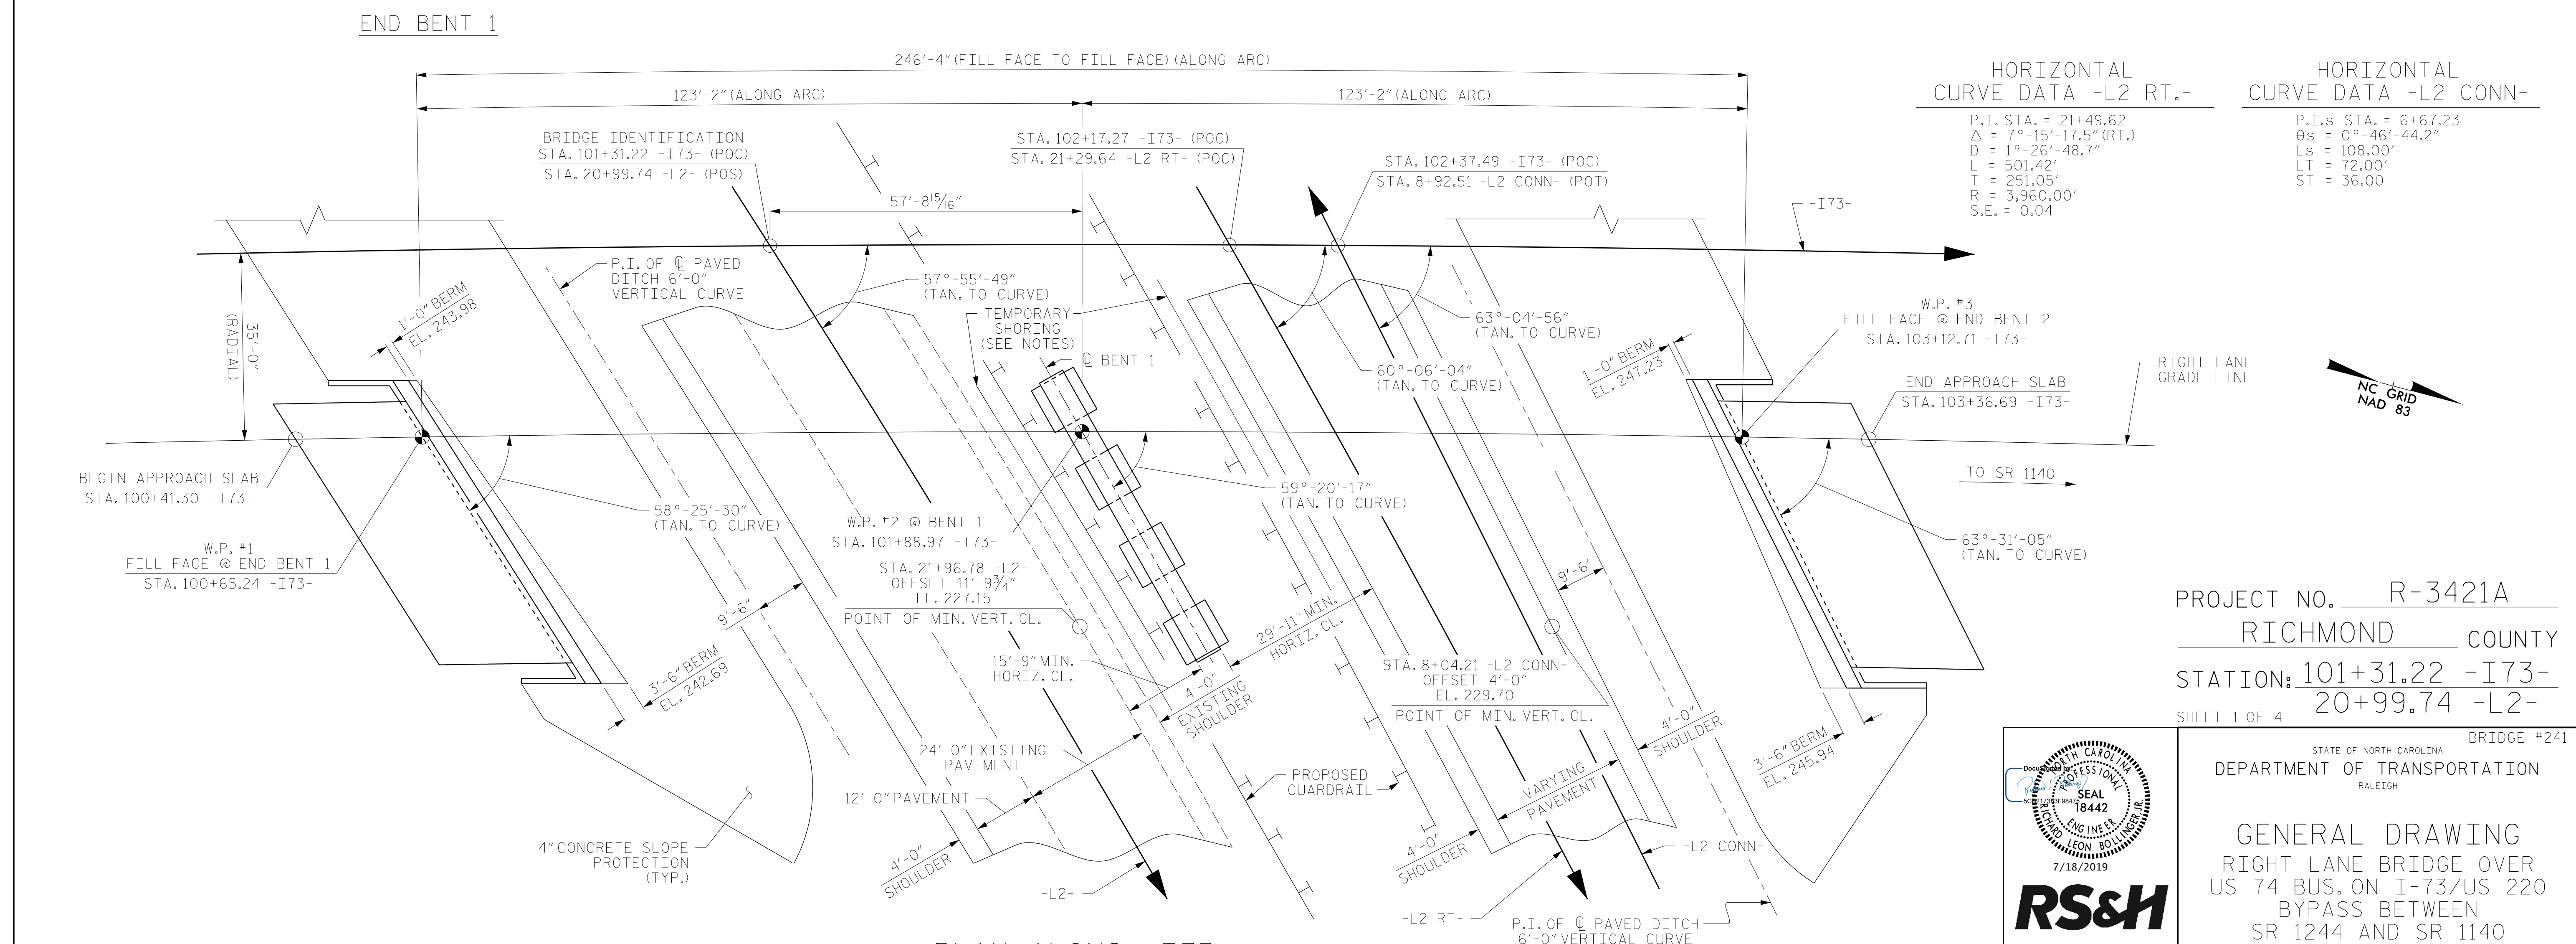 END BENT 1
246'-4" (FILL FACE TO FILL FACE) (ALONG ARC)
123'-2" (ALONG ARC)
123'-2" (ALONG ARC)
HORIZONTAL
CURVE DATA -L2 RT.-
P.I. STA. = 21+49.62
Δ = 7°-15'-17.5" (RT.)
D = 1°-26'-48.7"
L = 501.42'
T = 251.05'
R = 3,960.00'
S.E. = 0.04
HORIZONTAL
CURVE DATA -L2 CONN-
P.I.s STA. = 6+67.23
θs = 0°-46'-44.2"
Ls = 108.00'
LT = 72.00'
ST = 36.00
BRIDGE IDENTIFICATION
STA. 101+31.22 -I73- (POC)
STA. 20+99.74 -L2- (POS)
STA. 102+17.27 -I73- (POC)
STA. 21+29.64 -L2 RT- (POC)
STA. 102+37.49 -I73- (POC)
STA. 8+92.51 -L2 CONN- (POT)
57'-8 15/16"
-I73-
35'-0"
(RADIAL)
1'-0" BERM
EL. 243.98
P.I. OF ℄ PAVED
DITCH 6'-0"
VERTICAL CURVE
57°-55'-49"
(TAN. TO CURVE)
TEMPORARY
SHORING
(SEE NOTES)
℄ BENT 1
63°-04'-56"
(TAN. TO CURVE)
60°-06'-04"
(TAN. TO CURVE)
1'-0" BERM
EL. 247.23
W.P. #3
FILL FACE @ END BENT 2
STA. 103+12.71 -I73-
RIGHT LANE
GRADE LINE
END APPROACH SLAB
STA. 103+36.69 -I73-
NC GRID
NAD 83
BEGIN APPROACH SLAB
STA. 100+41.30 -I73-
TO SR 1140
W.P. #1
FILL FACE @ END BENT 1
STA. 100+65.24 -I73-
58°-25'-30"
(TAN. TO CURVE)
W.P. #2 @ BENT 1
STA. 101+88.97 -I73-
59°-20'-17"
(TAN. TO CURVE)
63°-31'-05"
(TAN. TO CURVE)
STA. 21+96.78 -L2-
OFFSET 11'-9¾"
EL. 227.15
POINT OF MIN. VERT. CL.
9'-6"
9'-6"
3'-6" BERM
EL. 242.69
15'-9" MIN.
HORIZ. CL.
29'-11" MIN.
HORIZ. CL.
4'-0"
EXISTING
SHOULDER
STA. 8+04.21 -L2 CONN-
OFFSET 4'-0"
EL. 229.70
POINT OF MIN. VERT. CL.
4'-0"
SHOULDER
3'-6" BERM
EL. 245.94
24'-0" EXISTING
PAVEMENT
12'-0" PAVEMENT
PROPOSED
GUARDRAIL
VARYING
PAVEMENT
4" CONCRETE SLOPE
PROTECTION
(TYP.)
4'-0"
SHOULDER
-L2-
4'-0"
SHOULDER
-L2 CONN-
-L2 RT-
P.I. OF ℄ PAVED DITCH
6'-0" VERTICAL CURVE
PLAN ALONG -I73-
PROJECT NO. R-3421A
RICHMOND COUNTY
STATION: 101+31.22 -I73-
20+99.74 -L2-
SHEET 1 OF 4
BRIDGE #241
STATE OF NORTH CAROLINA
DEPARTMENT OF TRANSPORTATION
RALEIGH
GENERAL DRAWING
RIGHT LANE BRIDGE OVER
US 74 BUS. ON I-73/US 220
BYPASS BETWEEN
SR 1244 AND SR 1140
NORTH CAROLINA
PROFESSIONAL
SEAL
18442
ENGINEER
RICHARD LEON BOLLINGER, JR.
7/18/2019
RS&H